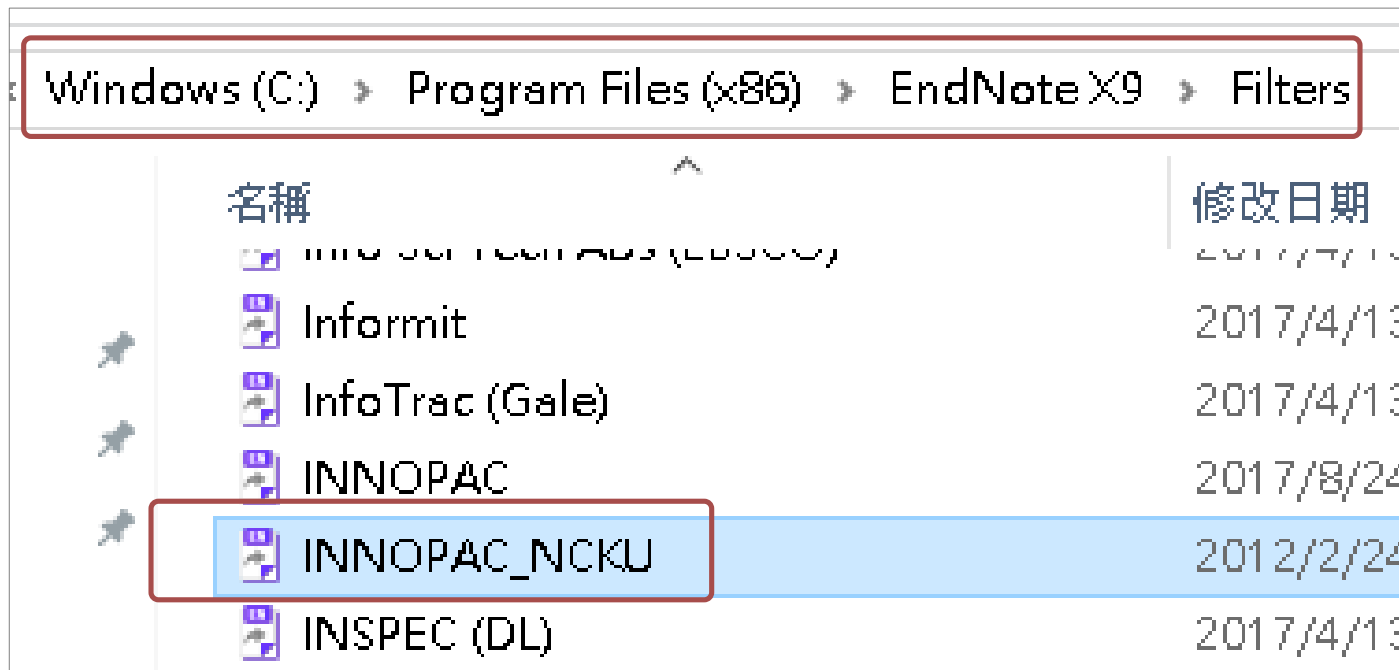 Windows (C:) › Program Files (x86) › EndNote X9 › Filters
名稱 修改日期
Informit 2017/4/13
InfoTrac (Gale) 2017/4/13
INNOPAC 2017/8/24
INNOPAC_NCKU 2012/2/24
INSPEC (DL) 2017/4/13